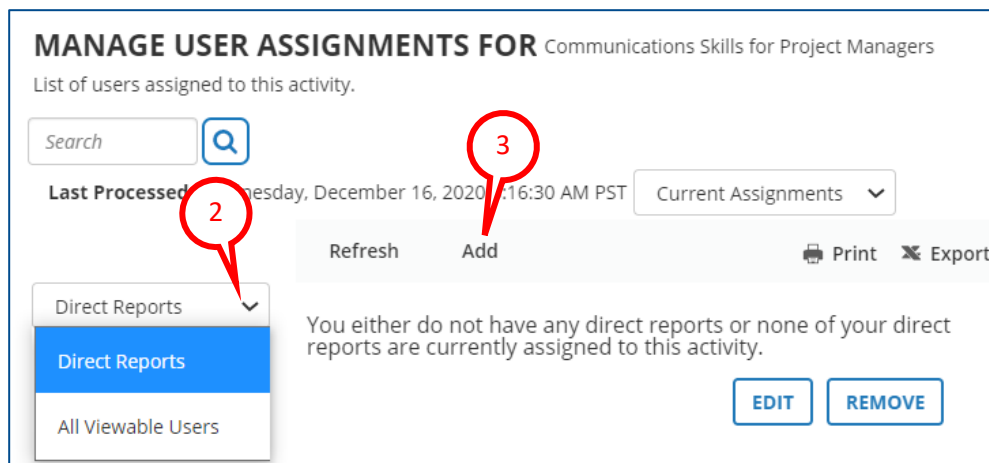 MANAGE USER ASSIGNMENTS FOR Communications Skills for Project Managers
List of users assigned to this activity.
Search
3
Last Processed nesday, December 16, 2020 :16:30 AM PST Current Assignments
2
Refresh Add Print Export
Direct Reports
You either do not have any direct reports or none of your direct
reports are currently assigned to this activity.
Direct Reports
EDIT REMOVE
All Viewable Users